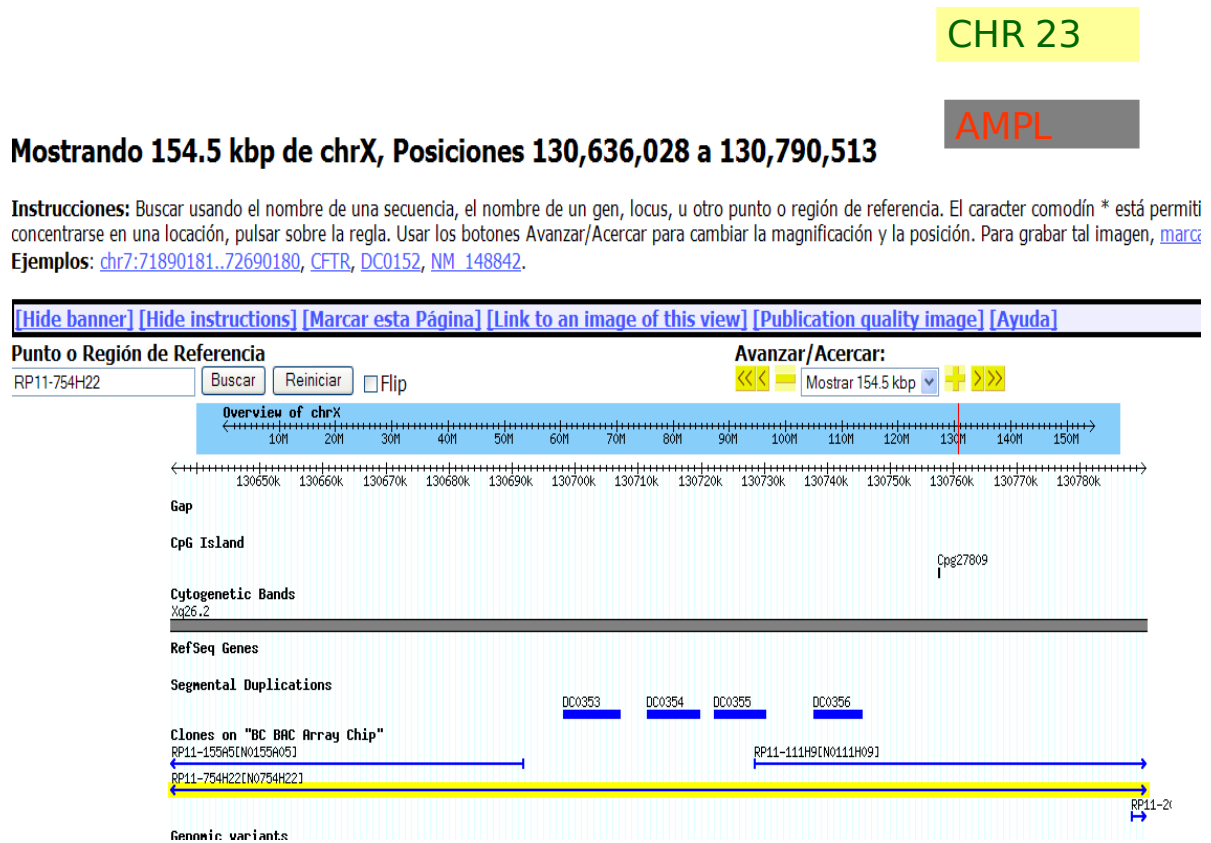 CHR 23
AMPL
Mostrando 154.5 kbp de chrX, Posiciones 130,636,028 a 130,790,513
Instrucciones: Buscar usando el nombre de una secuencia, el nombre de un gen, locus, u otro punto o región de referencia. El caracter comodín * está permiti
concentrarse en una locación, pulsar sobre la regla. Usar los botones Avanzar/Acercar para cambiar la magnificación y la posición. Para grabar tal imagen, marca
Ejemplos: chr7:71890181..72690180, CFTR, DC0152, NM_148842.
[Hide banner] [Hide instructions] [Marcar esta Página] [Link to an image of this view] [Publication quality image] [Ayuda]
Punto o Región de Referencia Avanzar/Acercar:
RP11-754H22 Buscar Reiniciar Flip Mostrar 154.5 kbp
Overview of chrX
10M 20M 30M 40M 50M 60M 70M 80M 90M 100M 110M 120M 130M 140M 150M
130650k 130660k 130670k 130680k 130690k 130700k 130710k 130720k 130730k 130740k 130750k 130760k 130770k 130780k
Gap
CpG Island
Cpg27809
Cytogenetic Bands
Xq26.2
RefSeq Genes
Segmental Duplications
DC0353 DC0354 DC0355 DC0356
Clones on "BC BAC Array Chip"
RP11-155A5[N0155A05] RP11-111H9[N0111H09]
RP11-754H22[N0754H22]
RP11-20
Genomic variants